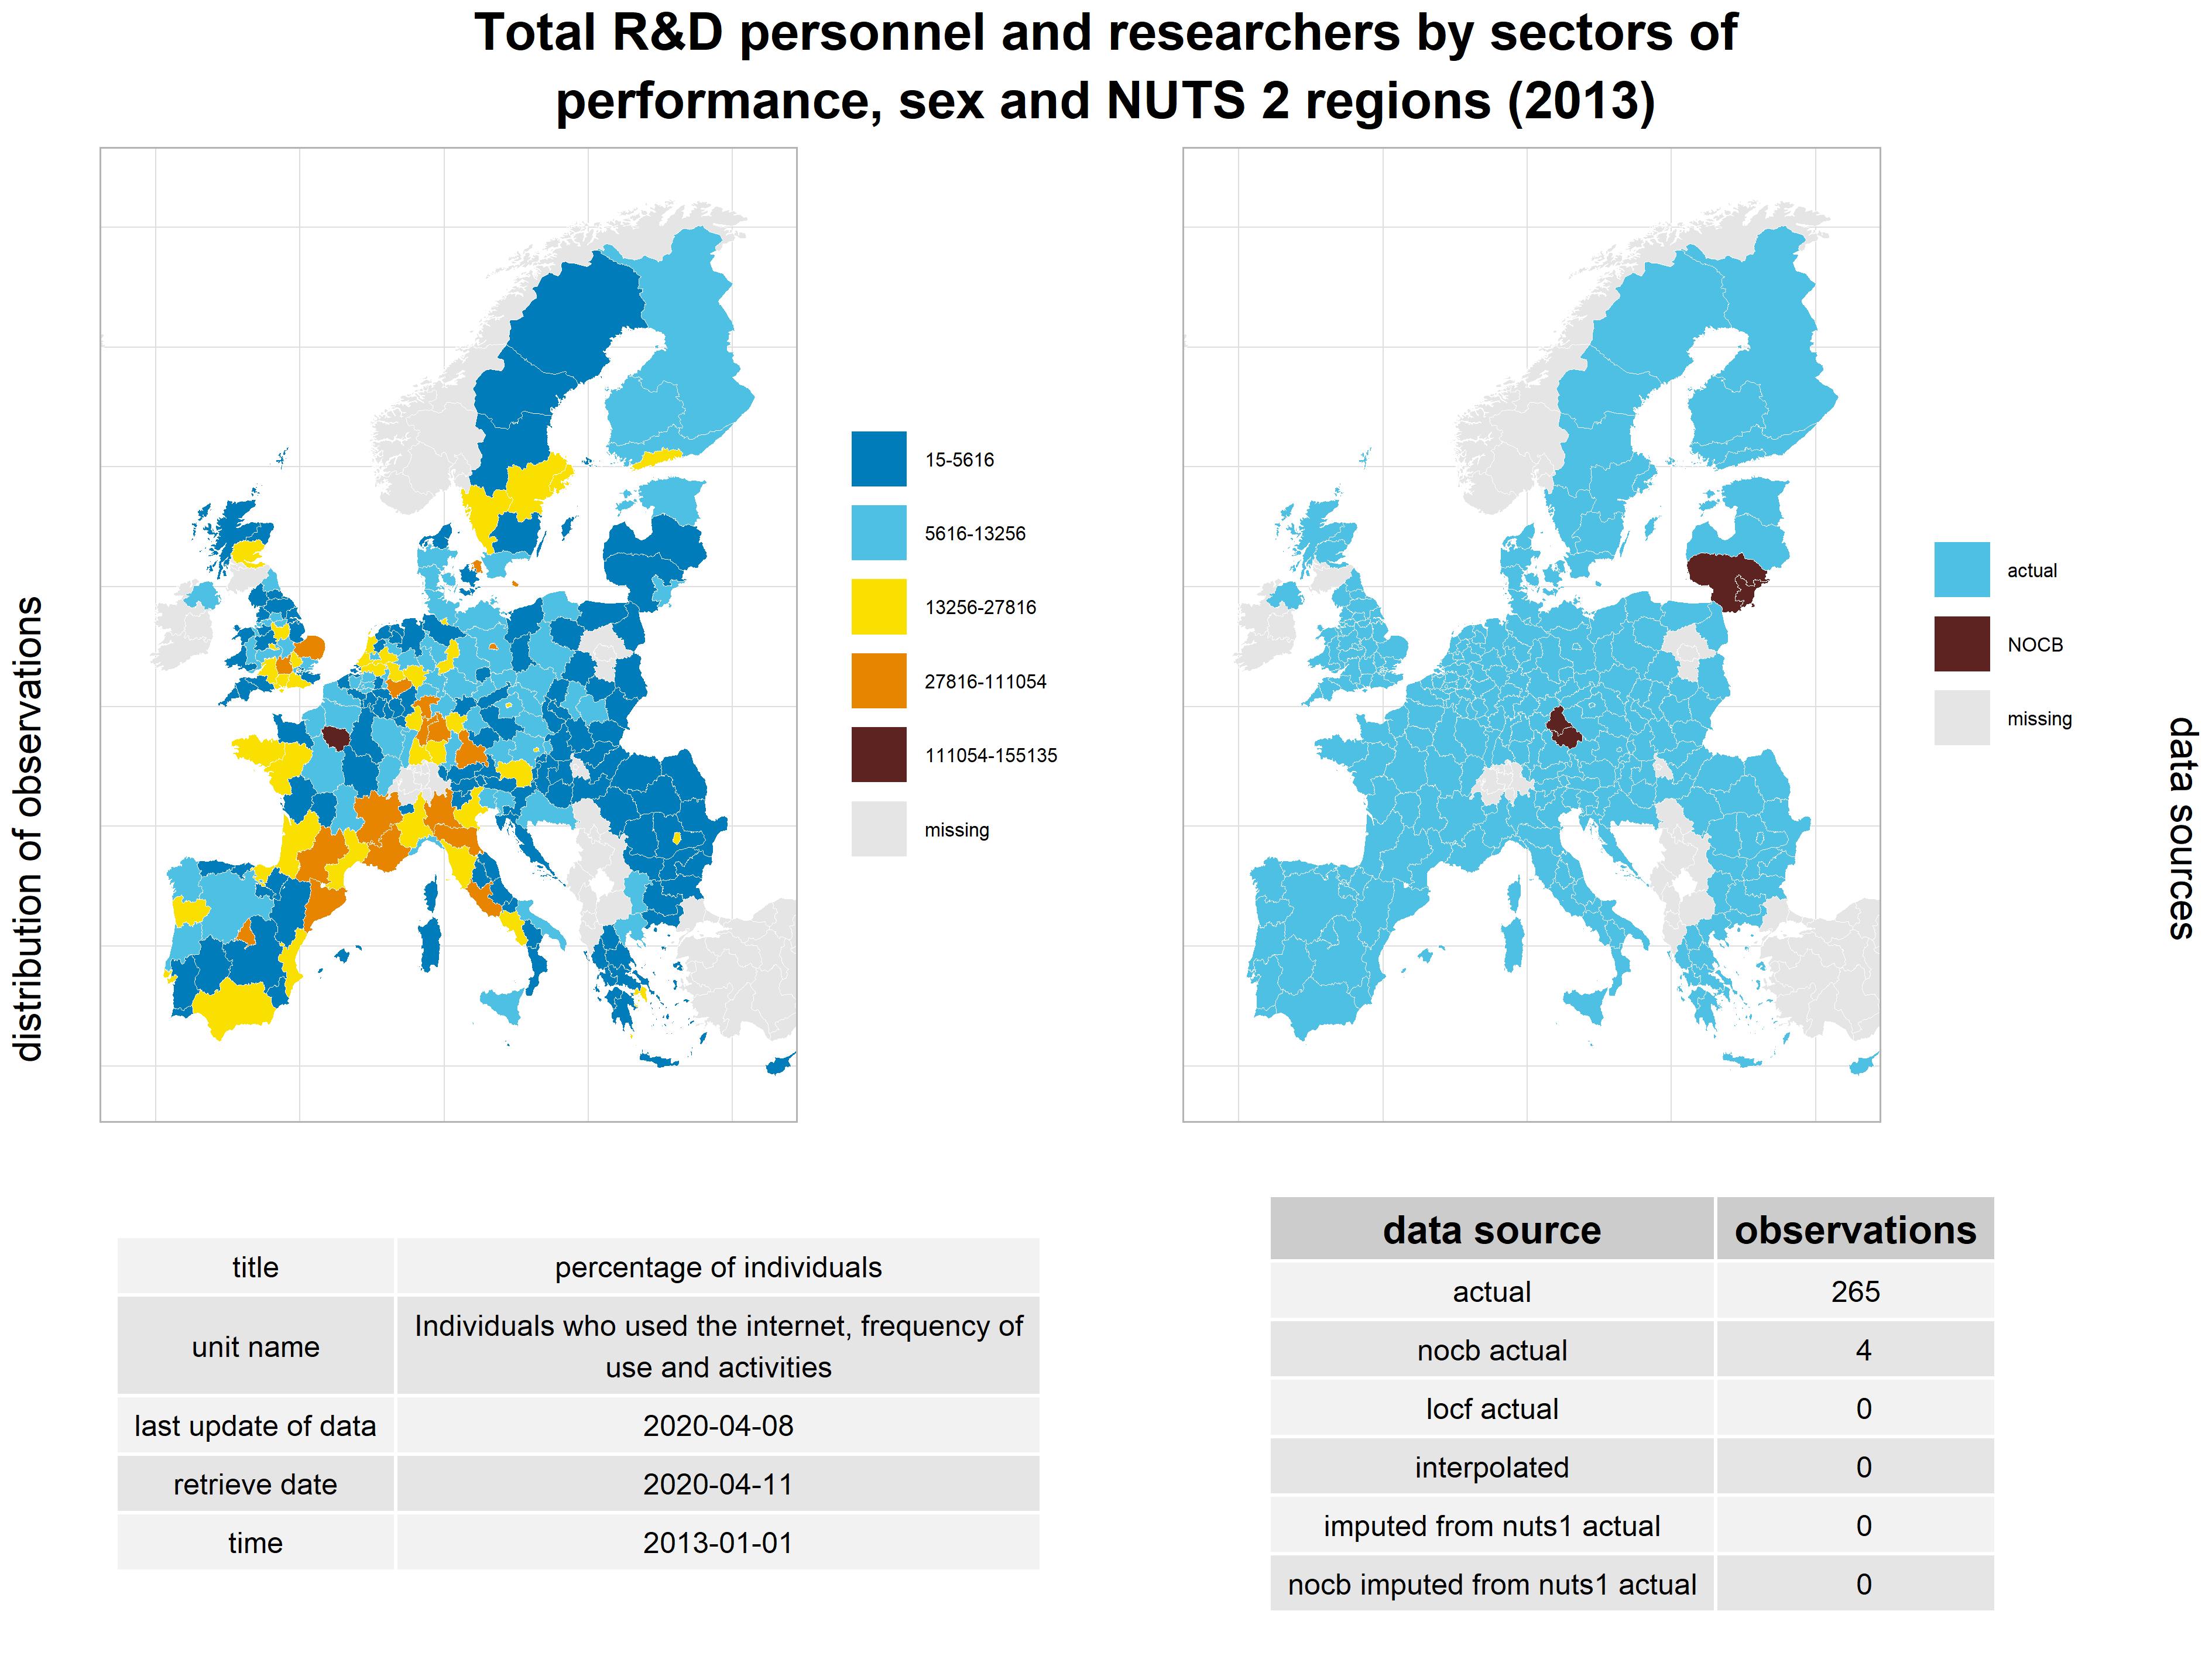 Total R&D personnel and researchers by sectors of
performance, sex and NUTS 2 regions (2013)
distribution of observations
15-5616
5616-13256
13256-27816
27816-111054
111054-155135
missing
actual
NOCB
missing
data sources
title percentage of individuals
unit name Individuals who used the internet, frequency of
use and activities
last update of data 2020-04-08
retrieve date 2020-04-11
time 2013-01-01
data source observations
actual 265
nocb actual 4
locf actual 0
interpolated 0
imputed from nuts1 actual 0
nocb imputed from nuts1 actual 0